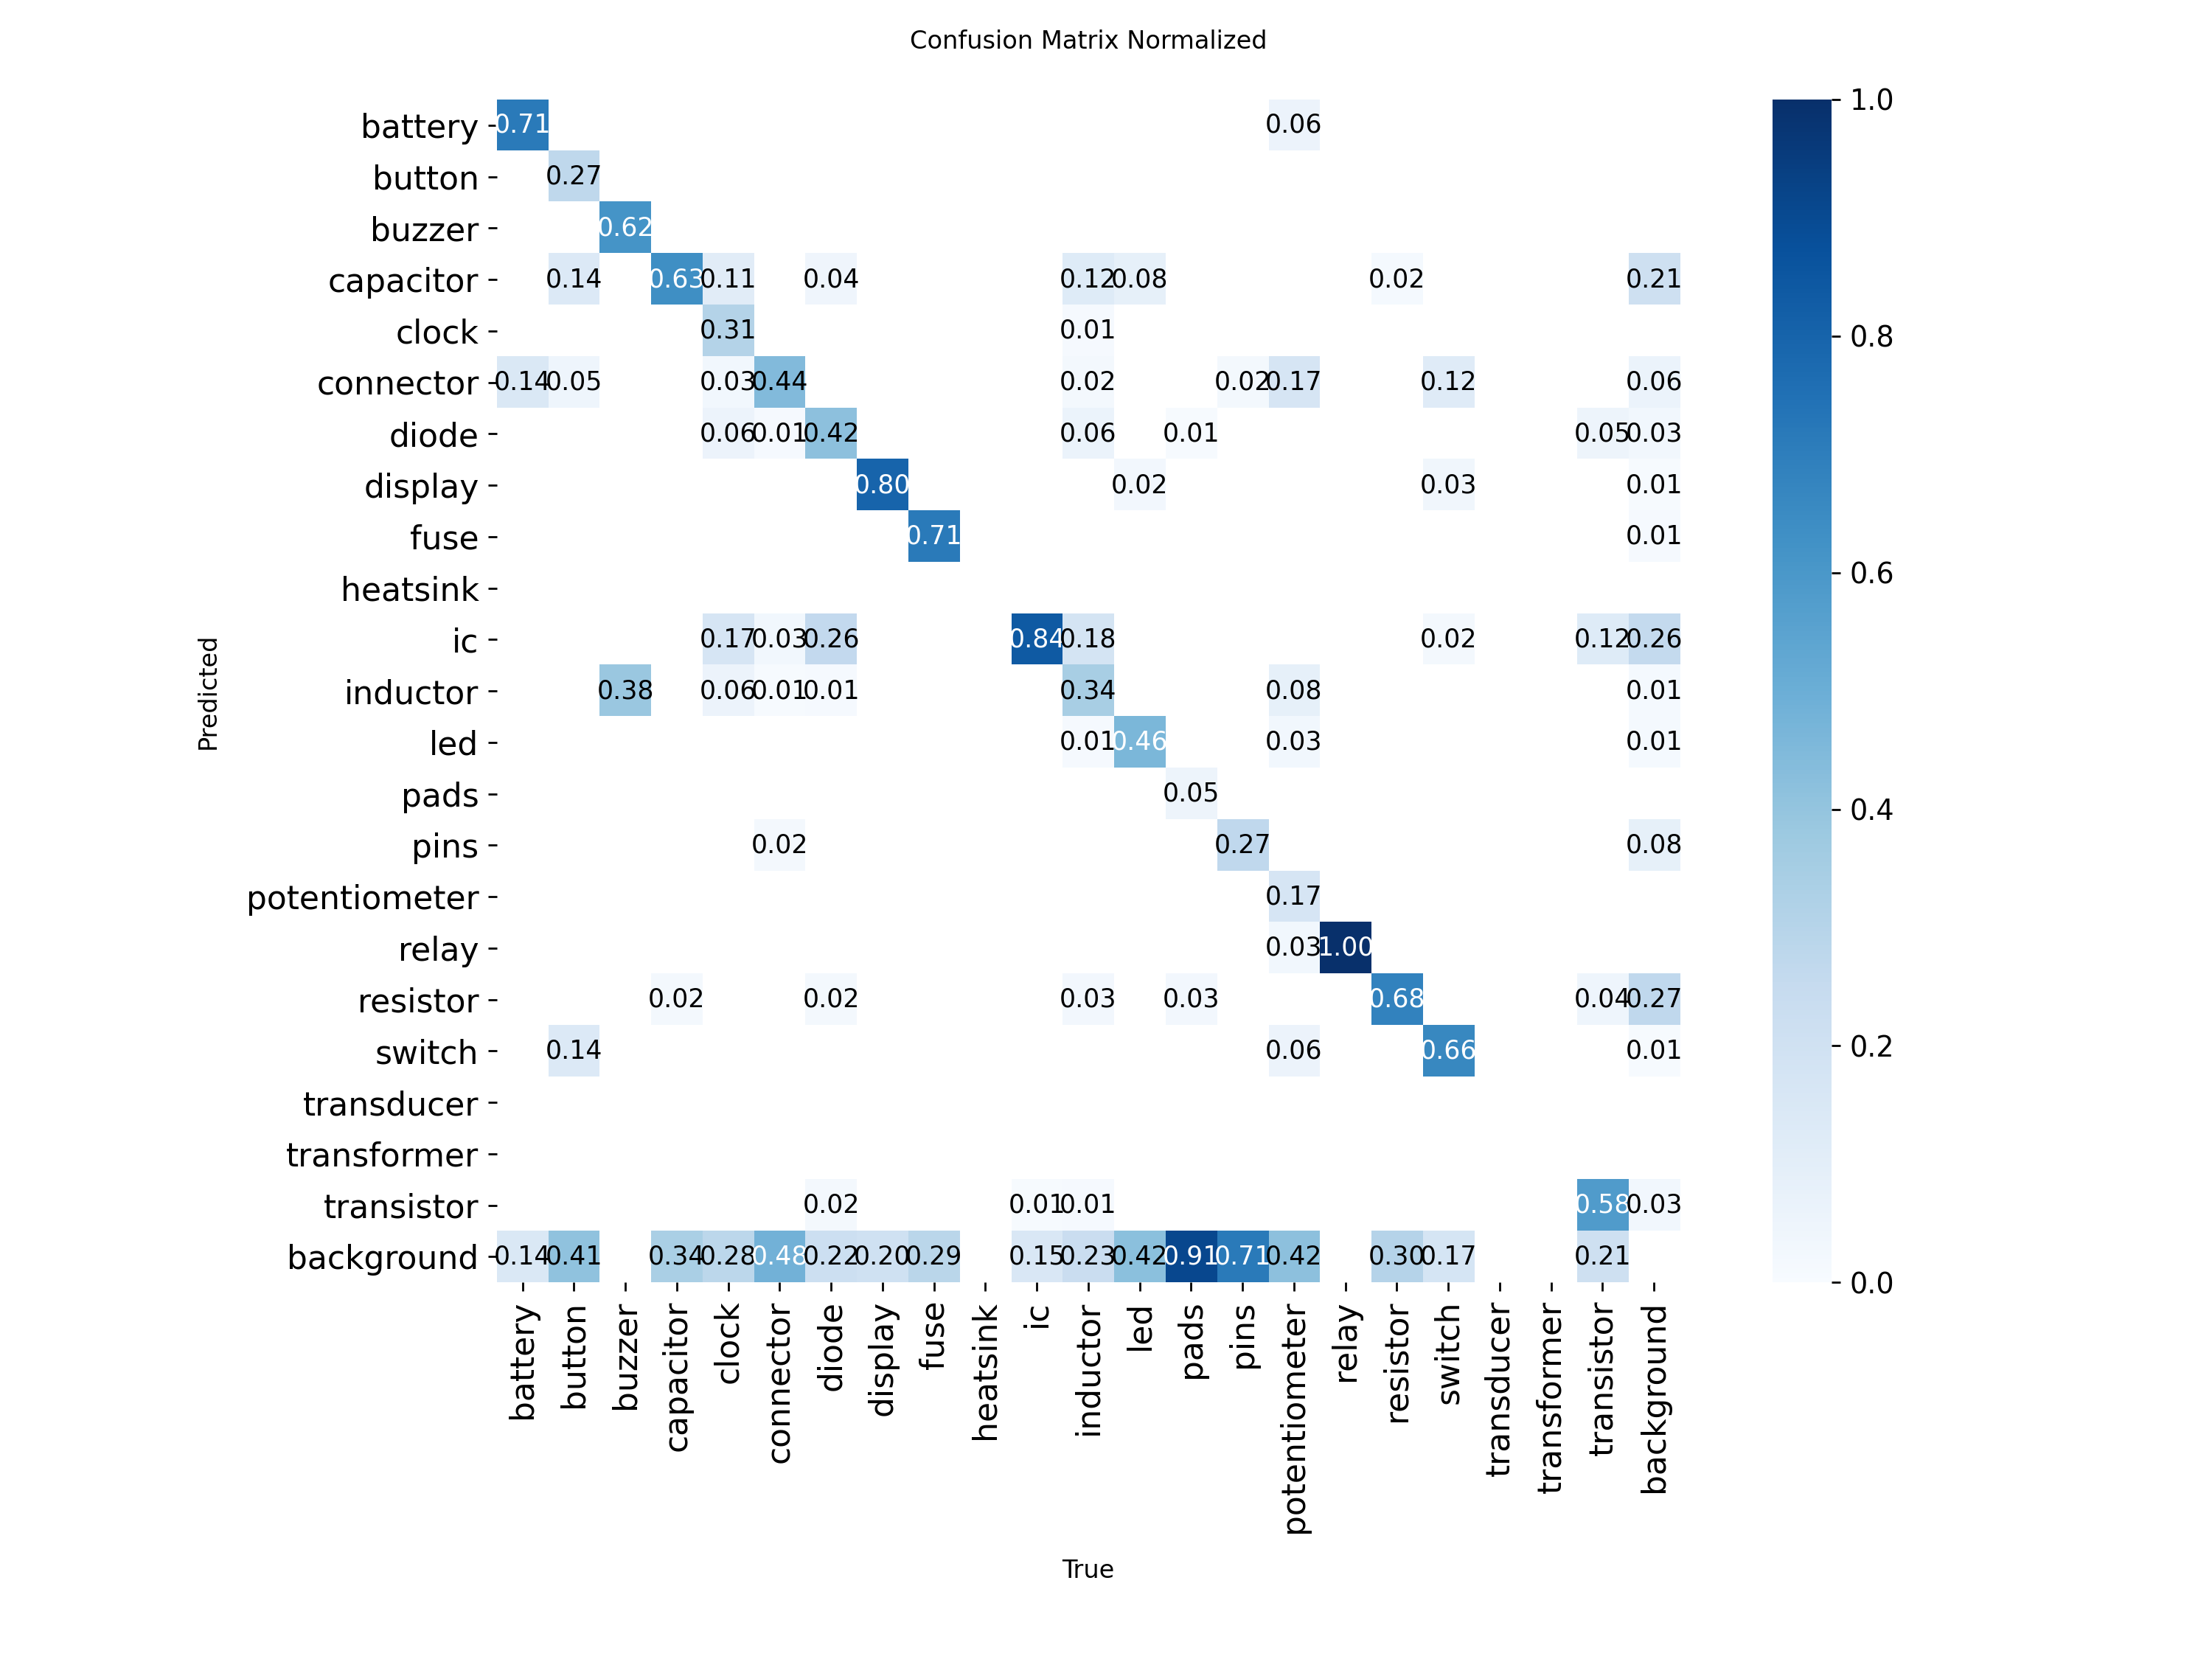 Confusion Matrix Normalized
battery 0.71 0.06
button 0.27
buzzer 0.62
capacitor 0.14 0.63 0.11 0.04 0.12 0.08 0.02 0.21
clock 0.31 0.01
connector 0.14 0.05 0.03 0.44 0.02 0.02 0.17 0.12 0.06
diode 0.06 0.01 0.42 0.06 0.01 0.05 0.03
display 0.80 0.02 0.03 0.01
fuse 0.71 0.01
heatsink
ic 0.17 0.03 0.26 0.84 0.18 0.02 0.12 0.26
inductor 0.38 0.06 0.01 0.01 0.34 0.08 0.01
led 0.01 0.46 0.03 0.01
pads 0.05
pins 0.02 0.27 0.08
potentiometer 0.17
relay 0.03 1.00
resistor 0.02 0.02 0.03 0.03 0.68 0.04 0.27
switch 0.14 0.06 0.66 0.01
transducer
transformer
transistor 0.02 0.01 0.01 0.58 0.03
background 0.14 0.41 0.34 0.28 0.48 0.22 0.20 0.29 0.15 0.23 0.42 0.91 0.71 0.42 0.30 0.17 0.21
Predicted
battery
button
buzzer
capacitor
clock
connector
diode
display
fuse
heatsink
ic
inductor
led
pads
pins
potentiometer
relay
resistor
switch
transducer
transformer
transistor
background
True
1.0
0.8
0.6
0.4
0.2
0.0